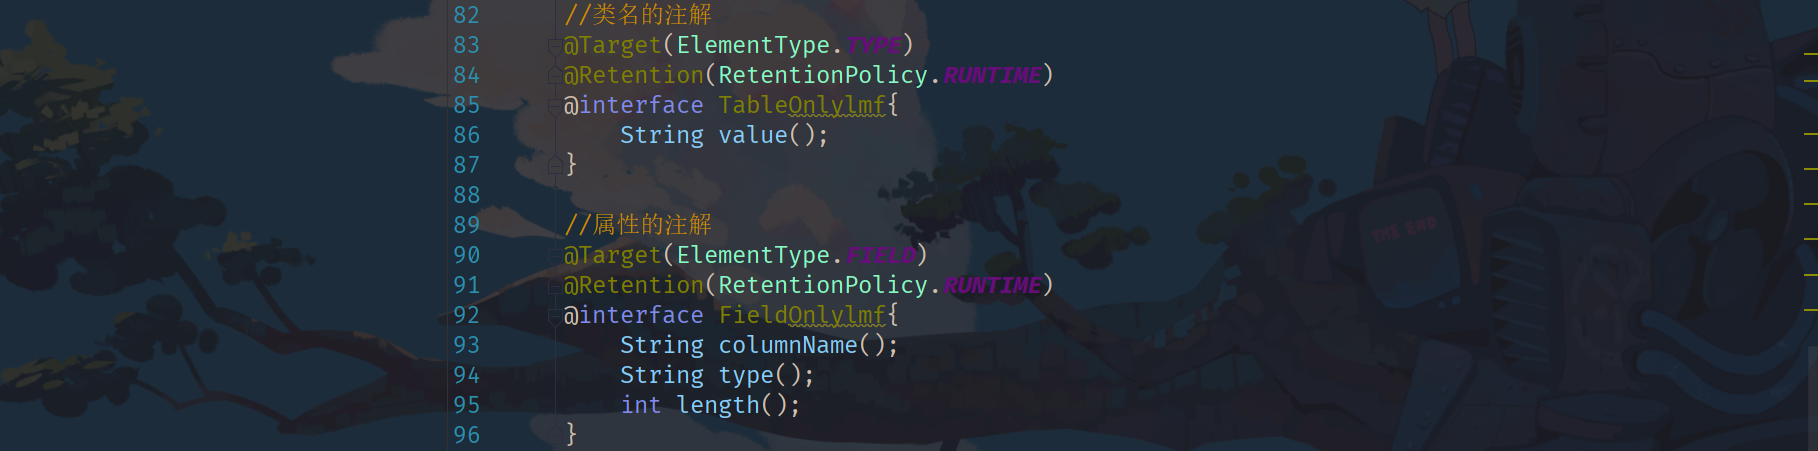 82 //类名的注解
83 @Target(ElementType.TYPE)
84 @Retention(RetentionPolicy.RUNTIME)
85 @interface TableOnlylmf{
86 String value();
87 }
88
89 //属性的注解
90 @Target(ElementType.FIELD)
91 @Retention(RetentionPolicy.RUNTIME)
92 @interface FieldOnlylmf{
93 String columnName();
94 String type();
95 int length();
96 }
THE END